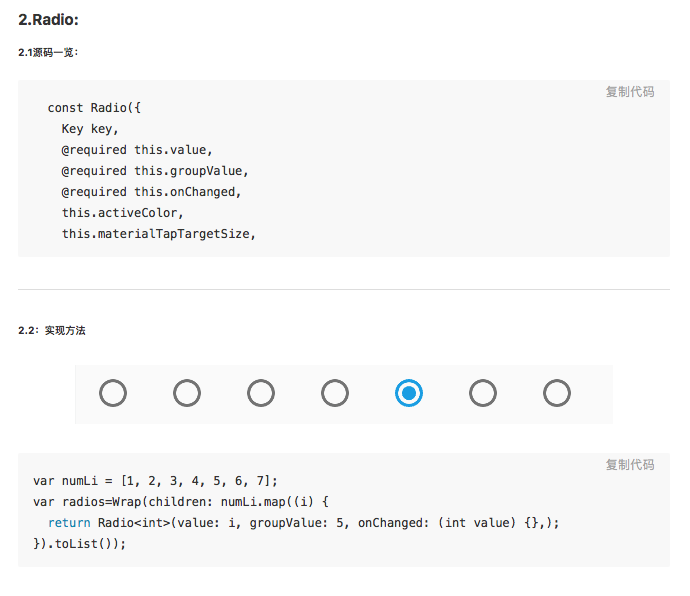 2.Radio:
2.1源码一览：
复制代码
const Radio({
Key key,
@required this.value,
@required this.groupValue,
@required this.onChanged,
this.activeColor,
this.materialTapTargetSize,
2.2：实现方法
复制代码
var numLi = [1, 2, 3, 4, 5, 6, 7];
var radios=Wrap(children: numLi.map((i) {
return Radio<int>(value: i, groupValue: 5, onChanged: (int value) {},);
}).toList());